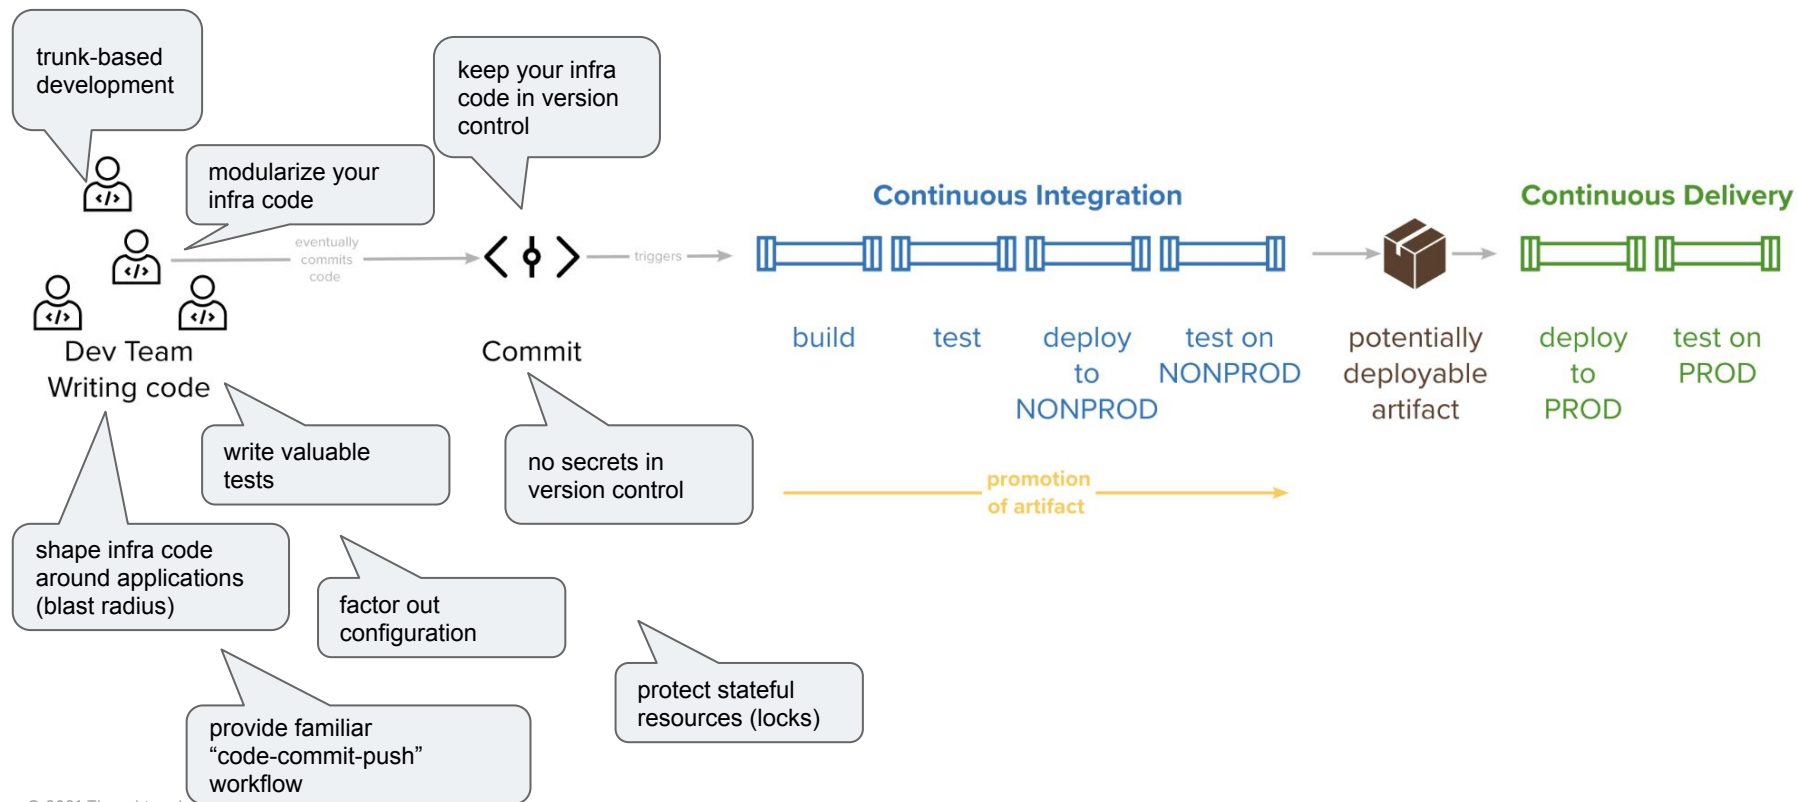 trunk-based
development
keep your infra
code in version
control
modularize your
infra code
eventually
commits
code
triggers
Continuous Integration
Continuous Delivery
</>
</>
</>
</>
Dev Team
Writing code
Commit
build
test
deploy
to
NONPROD
test on
NONPROD
potentially
deployable
artifact
deploy
to
PROD
test on
PROD
write valuable
tests
no secrets in
version control
promotion
of artifact
shape infra code
around applications
(blast radius)
factor out
configuration
protect stateful
resources (locks)
provide familiar
“code-commit-push”
workflow